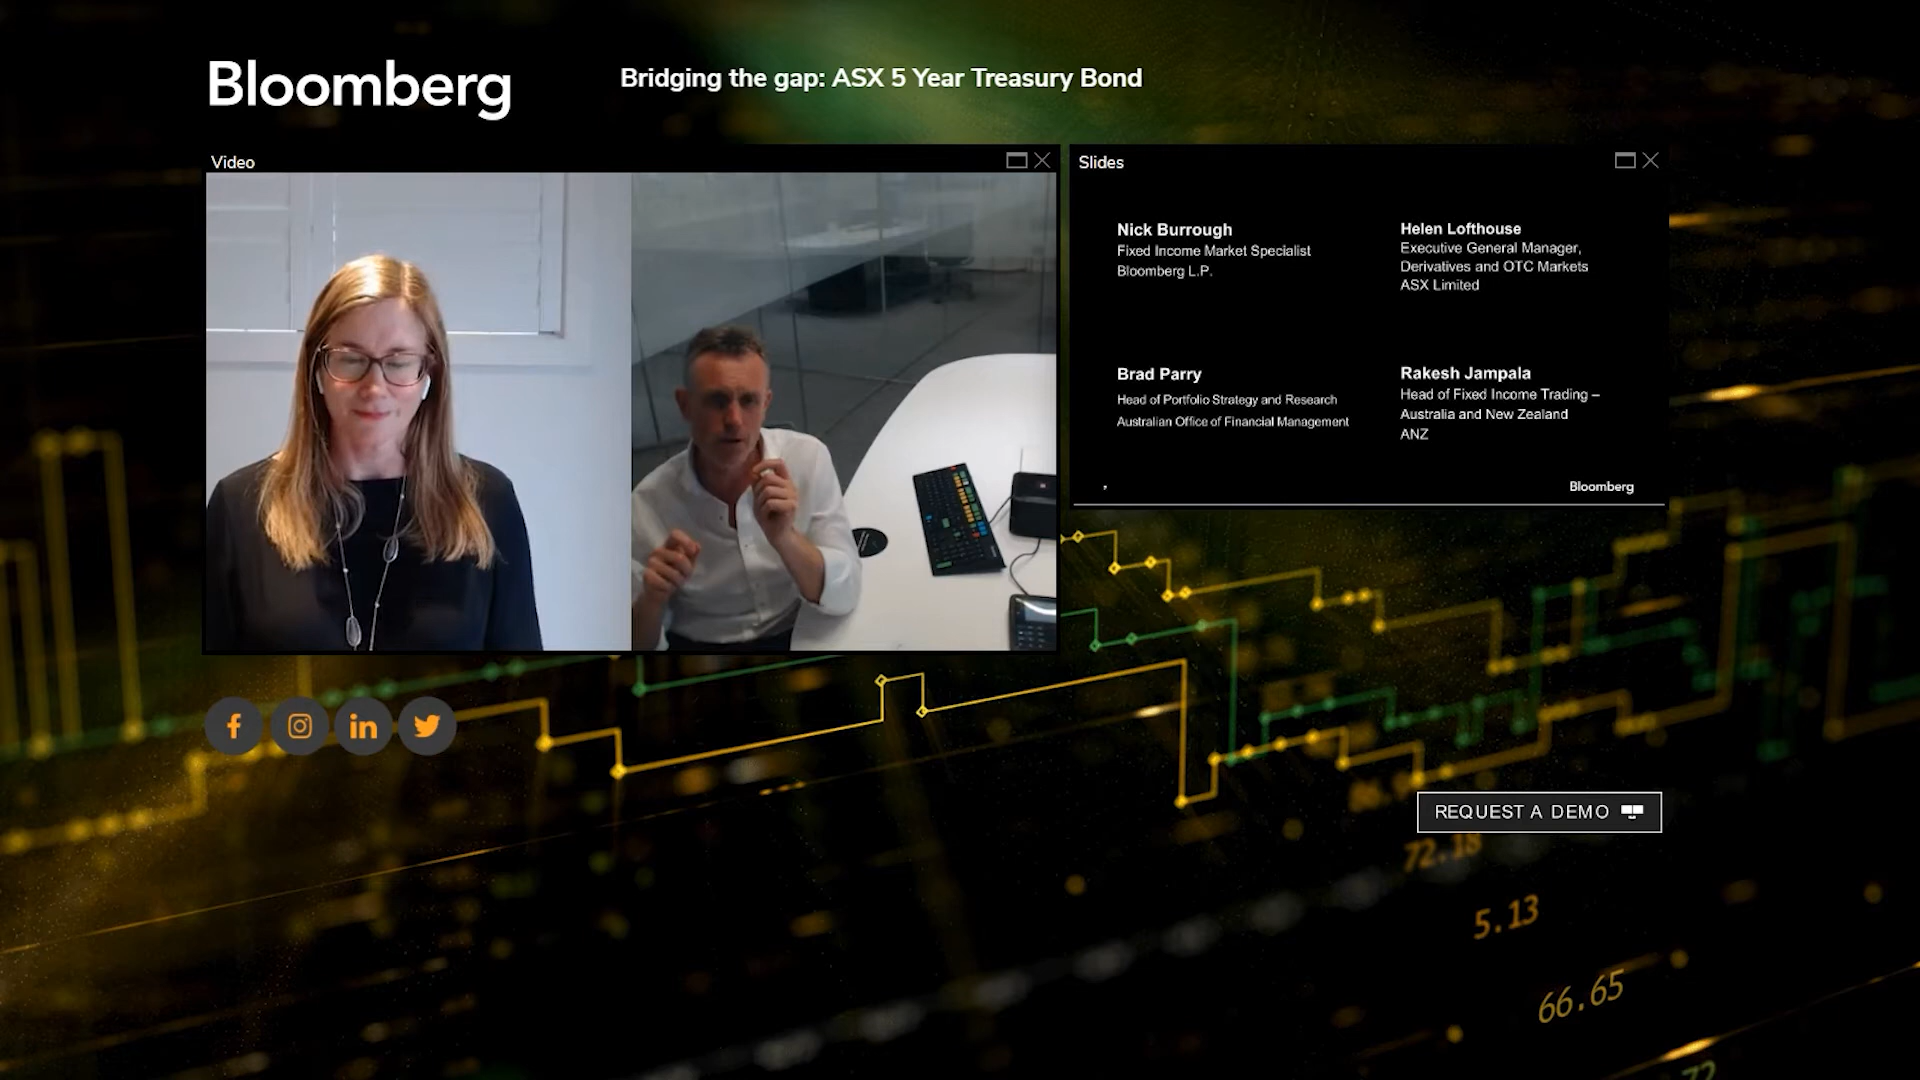 Bloomberg
Bridging the gap: ASX 5 Year Treasury Bond
Video
Slides
Nick Burrough
Fixed Income Market Specialist
Bloomberg L.P.
Helen Lofthouse
Executive General Manager,
Derivatives and OTC Markets
ASX Limited
Brad Parry
Head of Portfolio Strategy and Research
Australian Office of Financial Management
Rakesh Jampala
Head of Fixed Income Trading –
Australia and New Zealand
ANZ
Bloomberg
REQUEST A DEMO
72.18
5.13
66.65
72